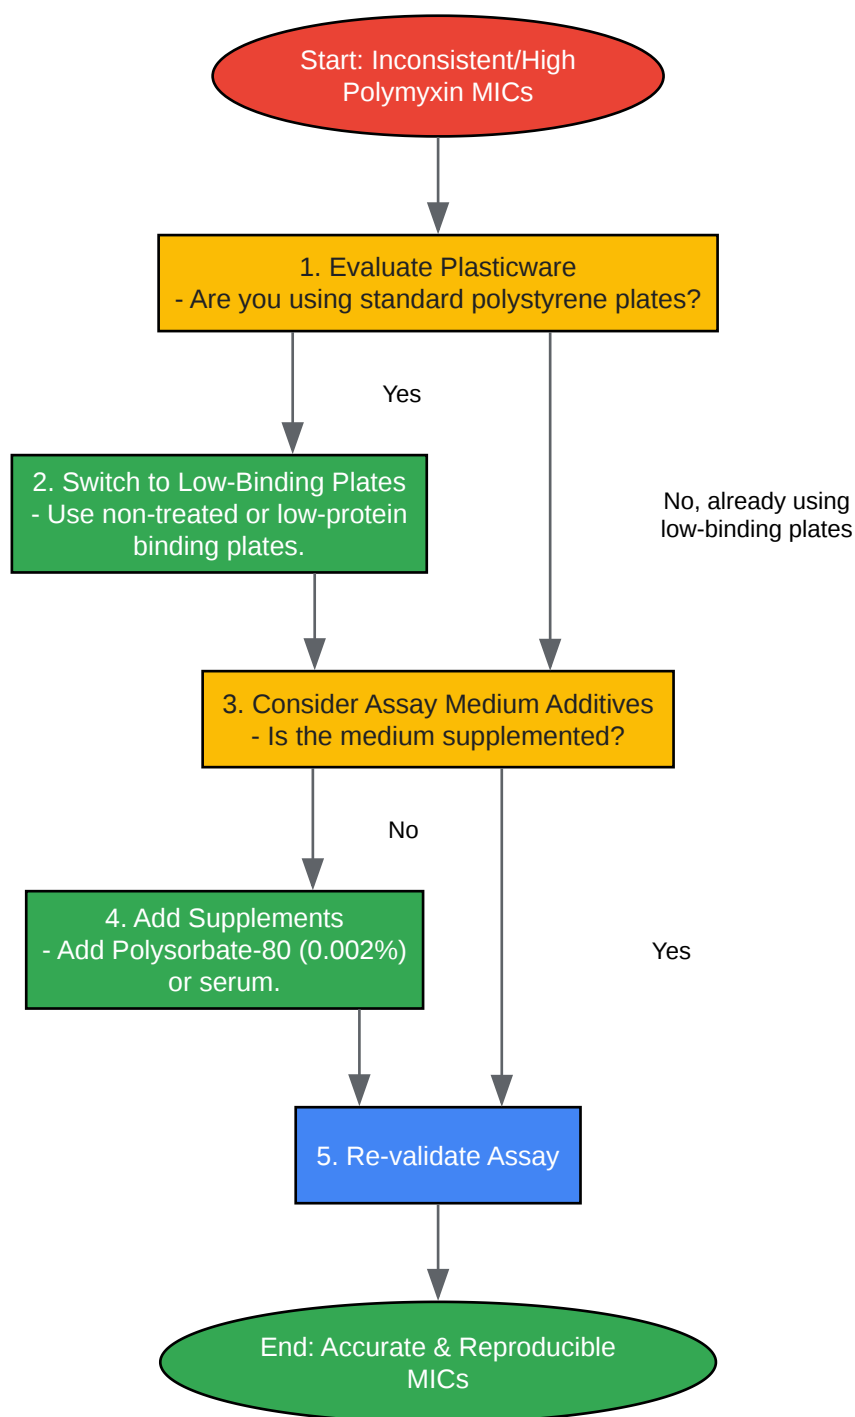 Start: Inconsistent/High
Polymyxin MICs
1. Evaluate Plasticware
- Are you using standard polystyrene plates?
Yes
2. Switch to Low-Binding Plates
- Use non-treated or low-protein
binding plates.
No, already using
low-binding plates
3. Consider Assay Medium Additives
- Is the medium supplemented?
No
4. Add Supplements
- Add Polysorbate-80 (0.002%)
or serum.
Yes
5. Re-validate Assay
End: Accurate & Reproducible
MICs